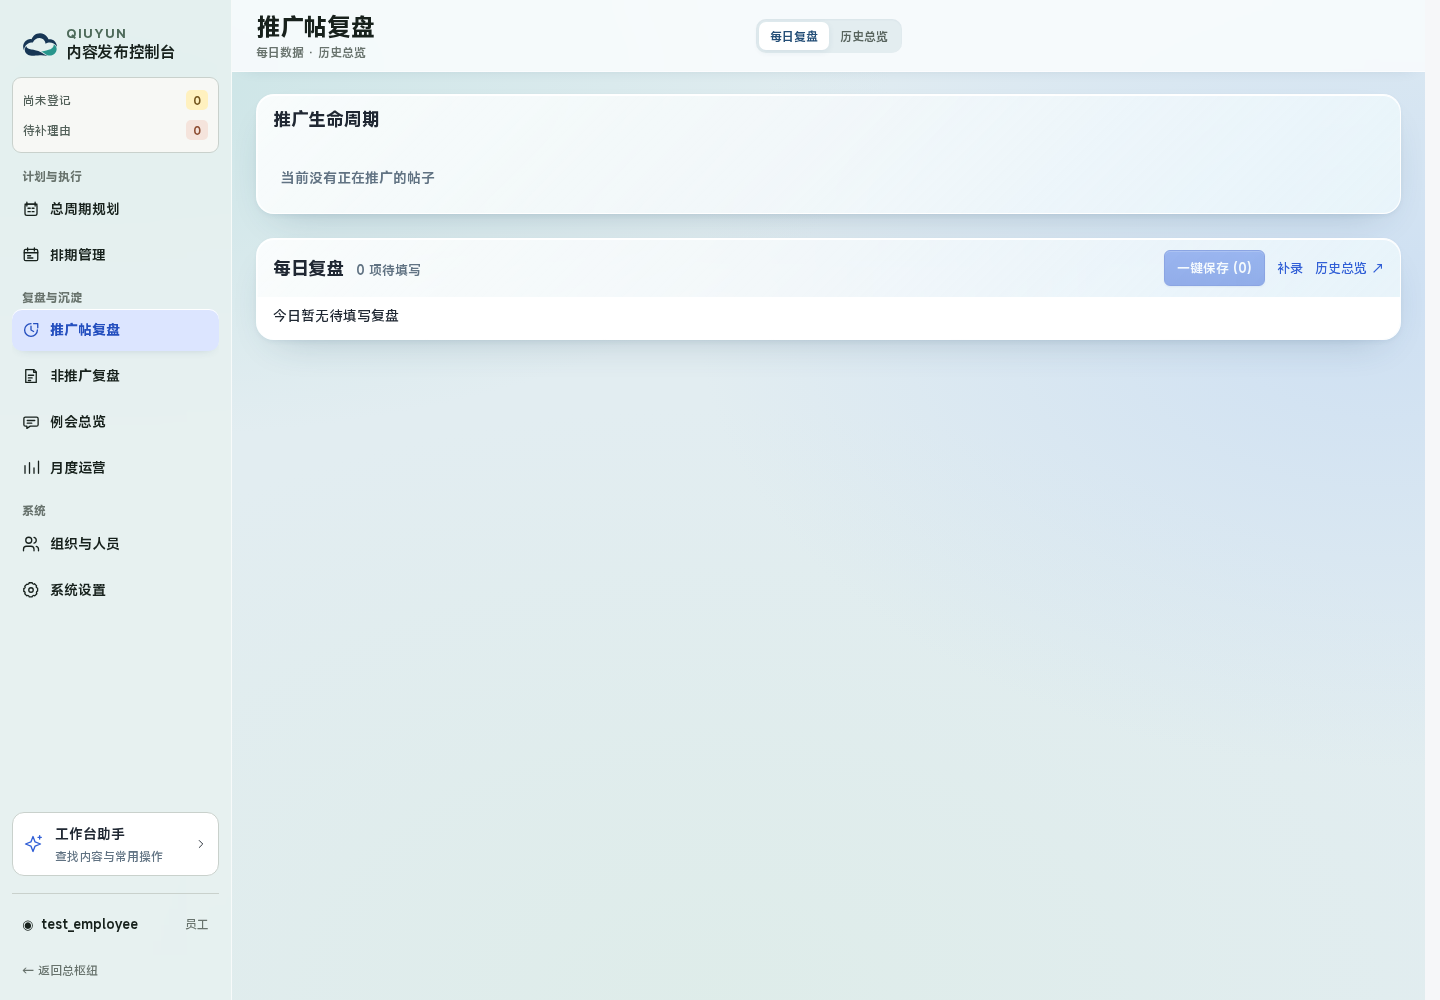 QIUYUN
内容发布控制台
尚未登记 0
待补理由 0
计划与执行
总周期规划
排期管理
复盘与沉淀
推广帖复盘
非推广复盘
例会总览
月度运营
系统
组织与人员
系统设置
工作台助手
查找内容与常用操作
test_employee 员工
← 返回总枢纽
推广帖复盘
每日数据 · 历史总览
每日复盘 历史总览
推广生命周期
当前没有正在推广的帖子
每日复盘 0 项待填写 一键保存 (0) 补录 历史总览 ↗
今日暂无待填写复盘